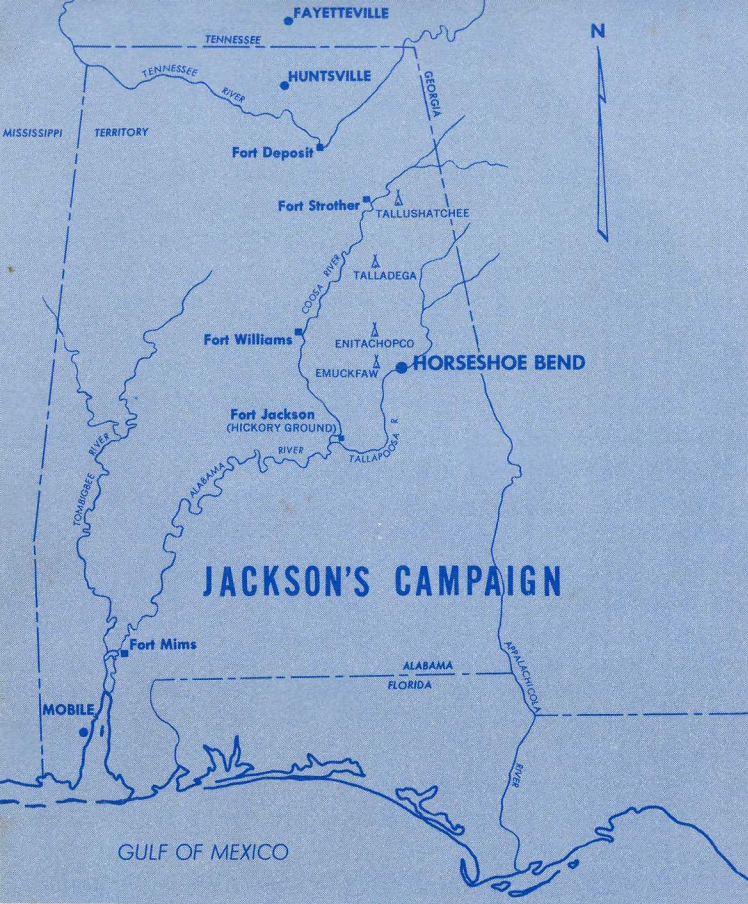 FAYETTEVILLE
N
TENNESSEE
TENNESSEE RIVER
HUNTSVILLE
GEORGIA
MISSISSIPPI TERRITORY
Fort Deposit
Fort Strother
TALLUSHATCHEE
COOSA RIVER
TALLADEGA
Fort Williams
ENITACHOPCO
EMUCKFAW
HORSESHOE BEND
Fort Jackson
(HICKORY GROUND)
TALLAPOOSA R
ALABAMA RIVER
TOMBIGBEE RIVER
JACKSON'S CAMPAIGN
Fort Mims
ALABAMA
FLORIDA
APPALACHICOLA RIVER
MOBILE
GULF OF MEXICO